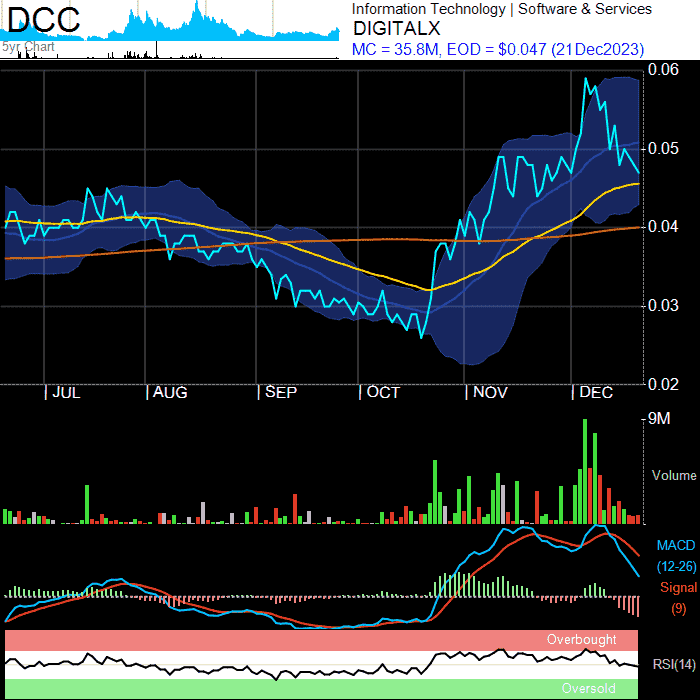 DCC
5yr Chart
Information Technology | Software & Services
DIGITALX
MC = 35.8M, EOD = $0.047 (21Dec2023)
0.06
0.05
0.04
0.03
0.02
| JUL | AUG | SEP | OCT | NOV | DEC
9M
Volume
MACD
(12-26)
Signal
(9)
Overbought
RSI(14)
Oversold